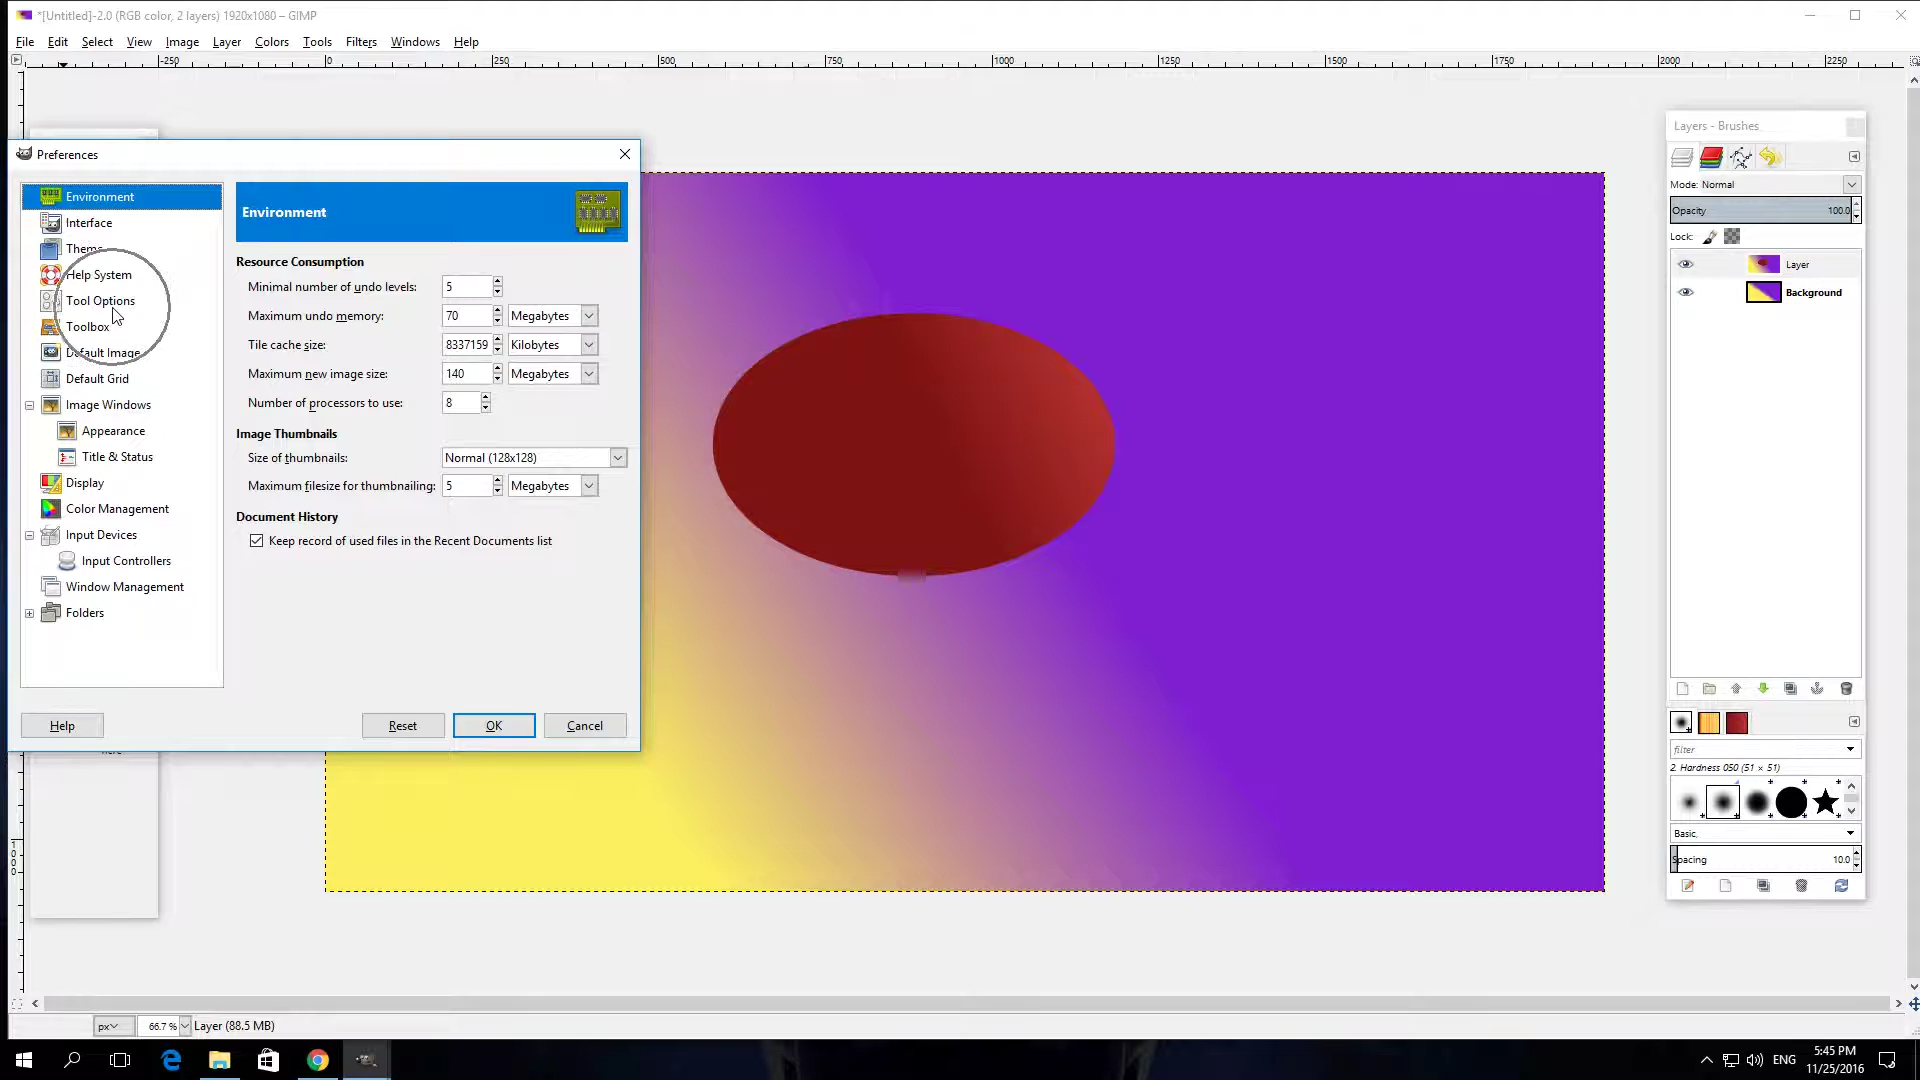 *[Untitled]-2.0 (RGB color, 2 layers) 1920x1080 – GIMP
File Edit Select View Image Layer Colors Tools Filters Windows Help
-250 0 250 500 750 1000 1250 1500 1750 2000 2250
Preferences
Environment
Interface
Theme
Help System
Tool Options
Toolbox
Default Image
Default Grid
Image Windows
Appearance
Title & Status
Display
Color Management
Input Devices
Input Controllers
Window Management
Folders
Environment
Resource Consumption
Minimal number of undo levels: 5
Maximum undo memory: 70 Megabytes
Tile cache size: 8337159 Kilobytes
Maximum new image size: 140 Megabytes
Number of processors to use: 8
Image Thumbnails
Size of thumbnails: Normal (128x128)
Maximum filesize for thumbnailing: 5 Megabytes
Document History
Keep record of used files in the Recent Documents list
Help Reset OK Cancel
here
1000
Layers - Brushes
Mode: Normal
Opacity 100.0
Lock:
Layer
Background
filter
2. Hardness 050 (51 × 51)
Basic,
Spacing 10.0
px 66.7 % Layer (88.5 MB)
ENG
5:45 PM
11/25/2016